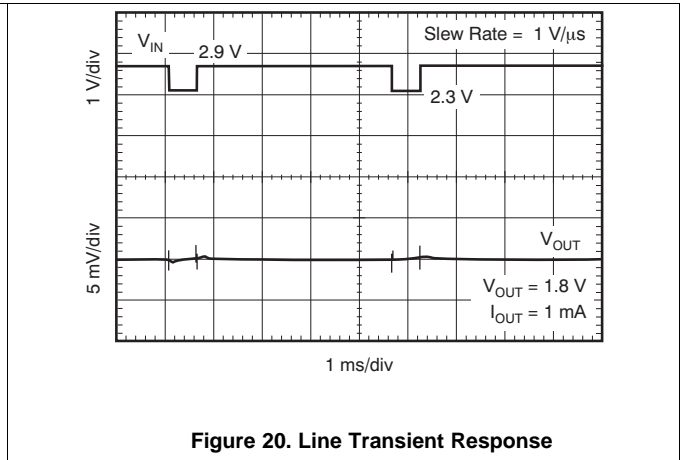 V_IN
2.9 V
Slew Rate = 1 V/μs
1 V/div
2.3 V
5 mV/div
V_OUT
V_OUT = 1.8 V
I_OUT = 1 mA
1 ms/div
Figure 20. Line Transient Response